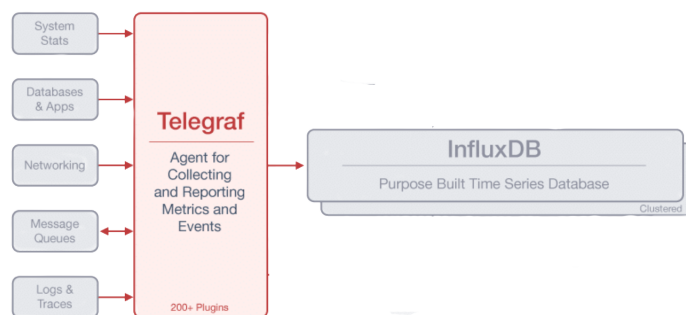 System
Stats
Databases
& Apps
Networking
Message
Queues
Logs &
Traces
Telegraf
Agent for
Collecting
and Reporting
Metrics and
Events
200+ Plugins
InfluxDB
Purpose Built Time Series Database
Clustered